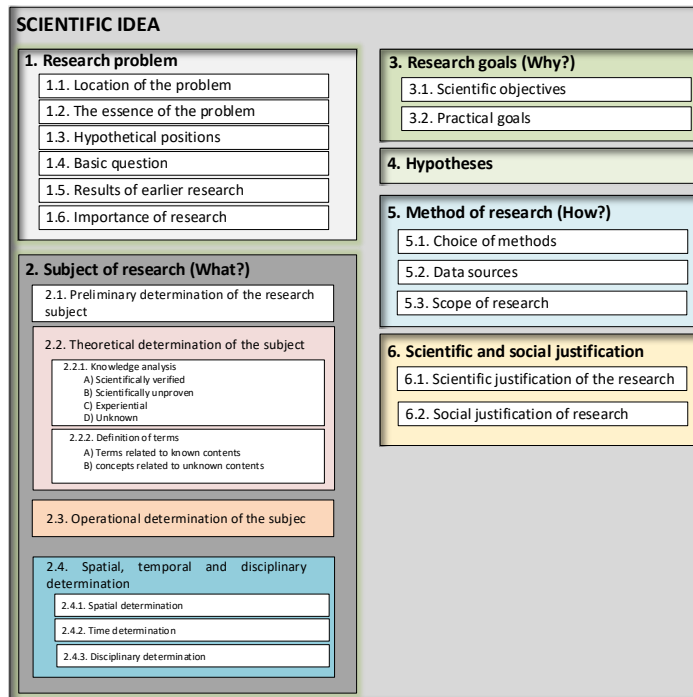 SCIENTIFIC IDEA
1. Research problem
1.1. Location of the problem
1.2. The essence of the problem
1.3. Hypothetical positions
1.4. Basic question
1.5. Results of earlier research
1.6. Importance of research
2. Subject of research (What?)
2.1. Preliminary determination of the research
subject
2.2. Theoretical determination of the subject
2.2.1. Knowledge analysis
A) Scientifically verified
B) Scientifically unproven
C) Experiential
D) Unknown
2.2.2. Definition of terms
A) Terms related to known contents
B) concepts related to unknown contents
2.3. Operational determination of the subjec
2.4. Spatial, temporal and disciplinary
determination
2.4.1. Spatial determination
2.4.2. Time determination
2.4.3. Disciplinary determination
3. Research goals (Why?)
3.1. Scientific objectives
3.2. Practical goals
4. Hypotheses
5. Method of research (How?)
5.1. Choice of methods
5.2. Data sources
5.3. Scope of research
6. Scientific and social justification
6.1. Scientific justification of the research
6.2. Social justification of research